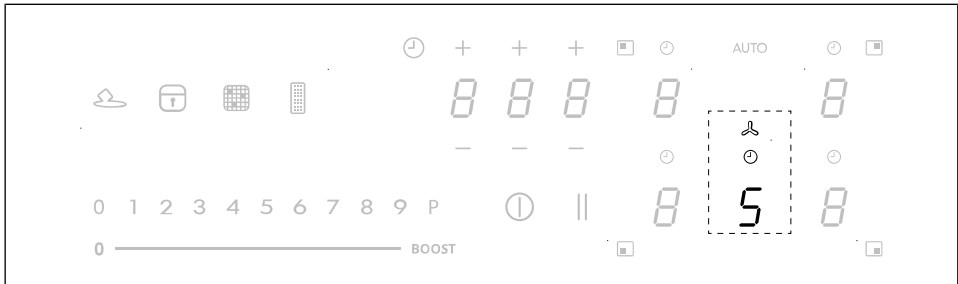 + + + AUTO
8 8 8 8 8
− − −
0 1 2 3 4 5 6 7 8 9 P 8 5 8
0 BOOST